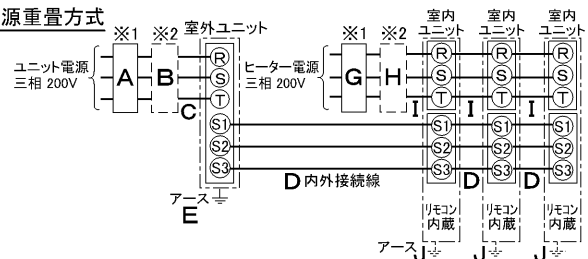 源重畳方式
※1 ※2 室外ユニット
ユニット電源
三相 200V
A B C
R
S
T
S1
S2
S3
アース
E
D 内外接続線
※1 ※2
ヒーター電源
三相 200V
G H
室内
ユニット
室内
ユニット
室内
ユニット
R R R
S S S
T T T
I I I
S1 S1 S1
S2 S2 S2
S3 S3 S3
D D
リモコン
内蔵
リモコン
内蔵
リモコン
内蔵
アース J J J